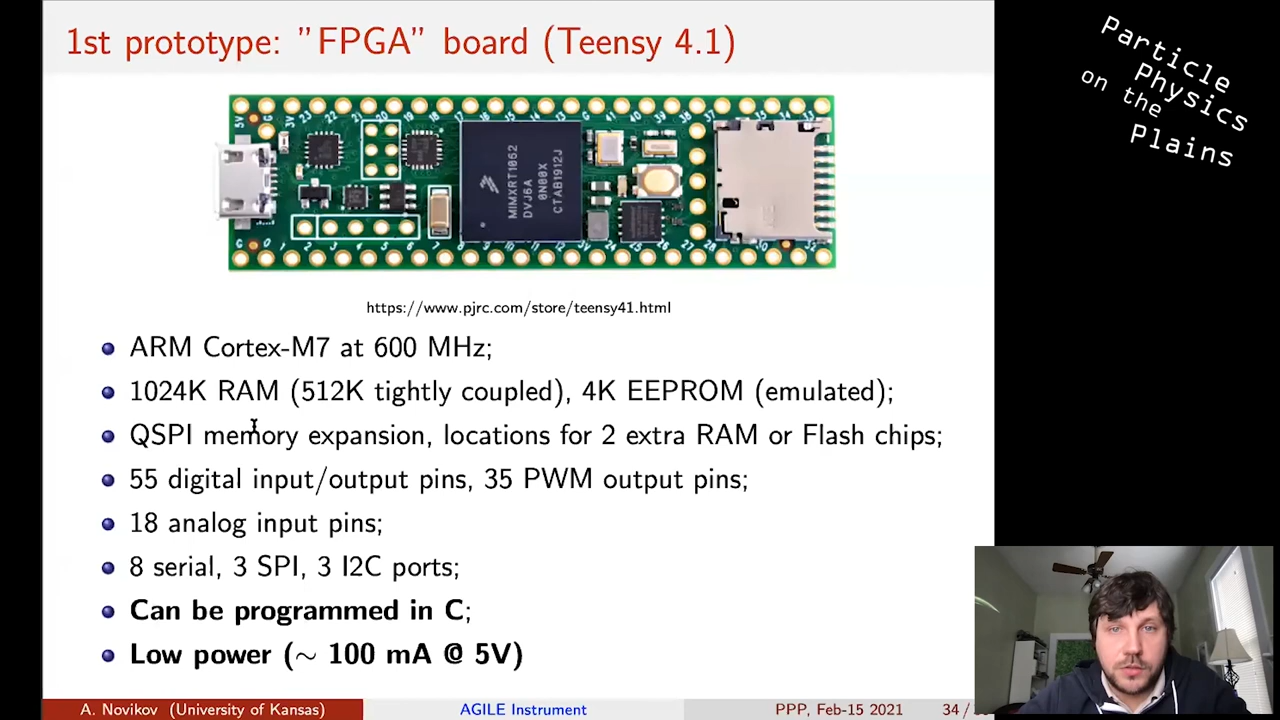 1st prototype: "FPGA" board (Teensy 4.1)
Particle
Physics
on the
Plains
MIMXRT1062
DVJ6A
0N00X
CTAB1912J
https://www.pjrc.com/store/teensy41.html
ARM Cortex-M7 at 600 MHz;
1024K RAM (512K tightly coupled), 4K EEPROM (emulated);
QSPI memory expansion, locations for 2 extra RAM or Flash chips;
55 digital input/output pins, 35 PWM output pins;
18 analog input pins;
8 serial, 3 SPI, 3 I2C ports;
Can be programmed in C;
Low power (∼ 100 mA @ 5V)
A. Novikov (University of Kansas) AGILE Instrument PPP, Feb-15 2021 34 /